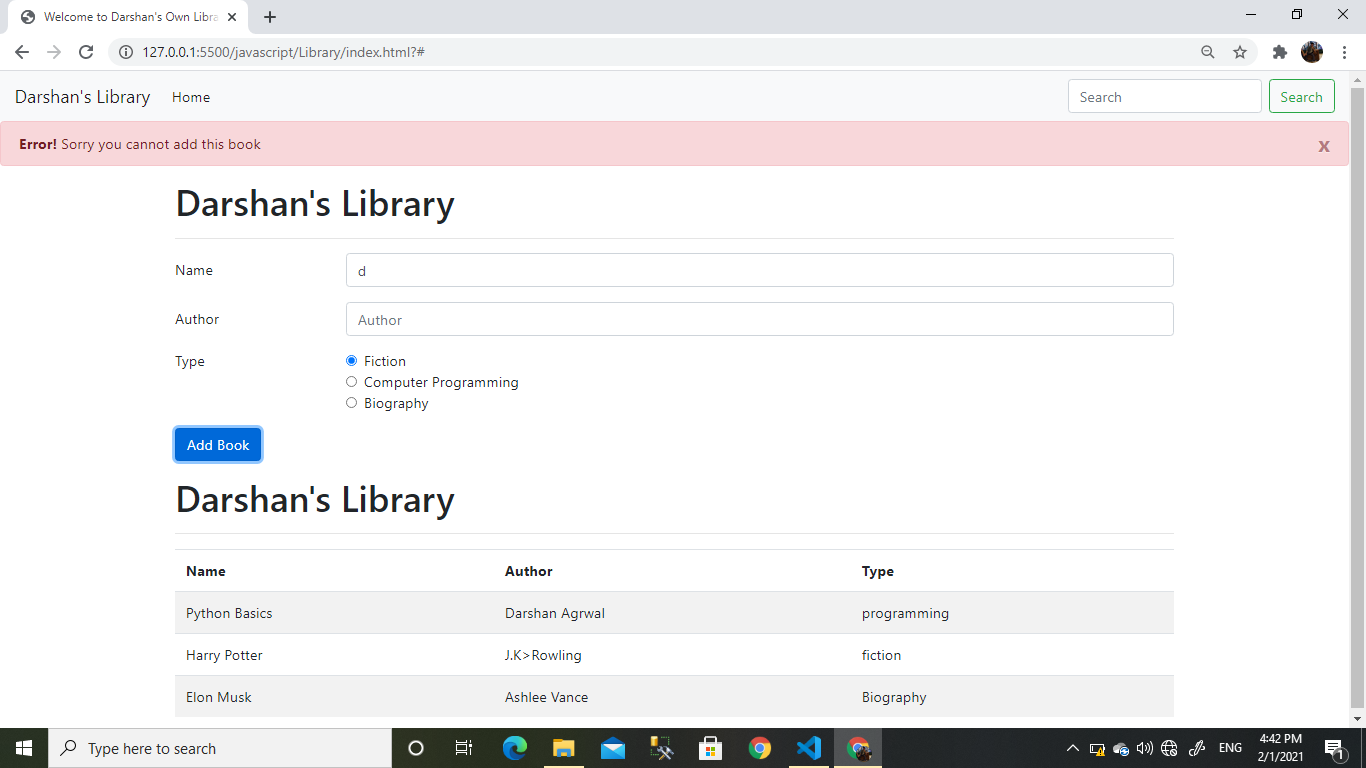 Welcome to Darshan's Own Libra
127.0.0.1:5500/javascript/Library/index.html?#
Darshan's Library Home Search Search
Error! Sorry you cannot add this book x
Darshan's Library
Name d
Author Author
Type Fiction
Computer Programming
Biography
Add Book
Darshan's Library
Name Author Type
Python Basics Darshan Agrwal programming
Harry Potter J.K>Rowling fiction
Elon Musk Ashlee Vance Biography
Type here to search ENG 4:42 PM
2/1/2021 1